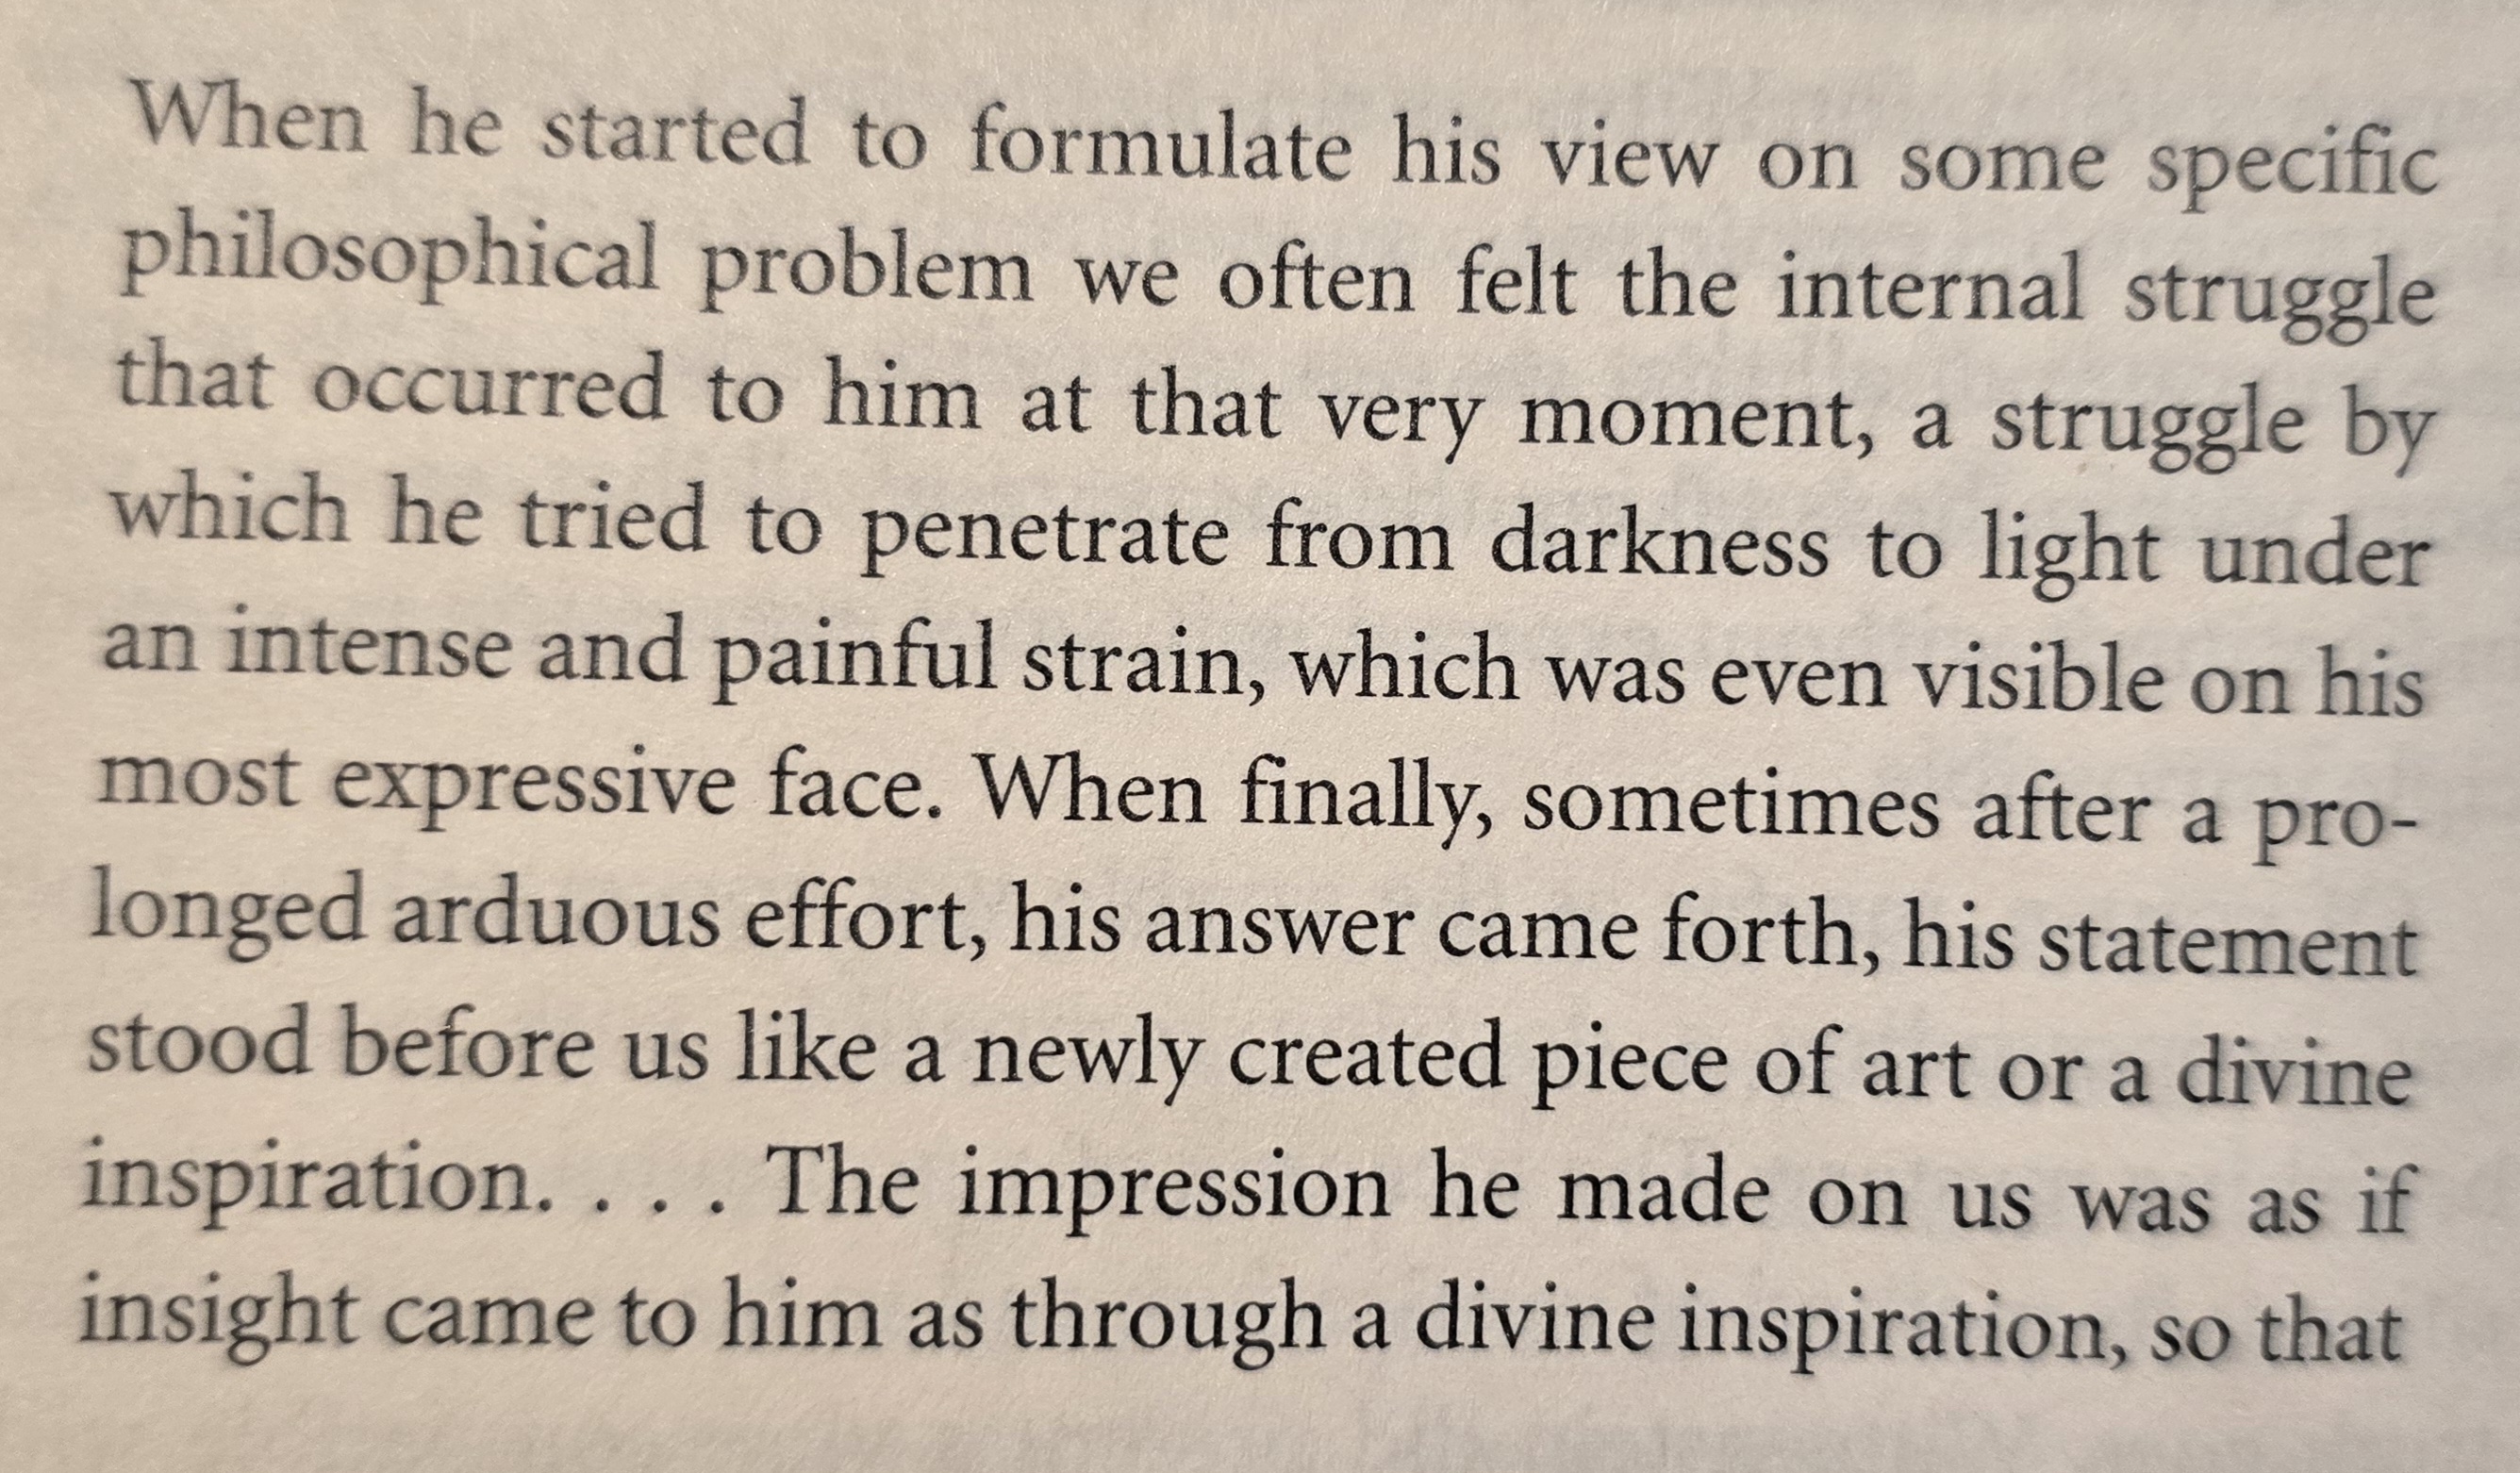 When he started to formulate his view on some specific
philosophical problem we often felt the internal struggle
that occurred to him at that very moment, a struggle by
which he tried to penetrate from darkness to light under
an intense and painful strain, which was even visible on his
most expressive face. When finally, sometimes after a pro-
longed arduous effort, his answer came forth, his statement
stood before us like a newly created piece of art or a divine
inspiration. . . . The impression he made on us was as if
insight came to him as through a divine inspiration, so that